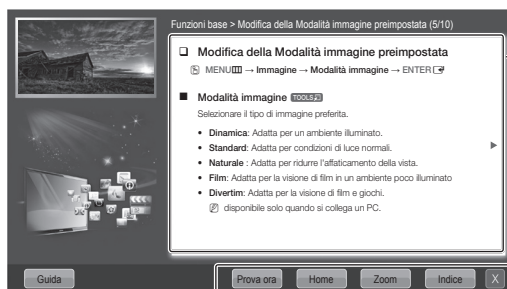 Funzioni base > Modifica della Modalità immagine preimpostata (5/10)
Modifica della Modalità immagine preimpostata
MENU → Immagine → Modalità immagine → ENTER
Modalità immagine TOOLS
Selezionare il tipo di immagine preferita.
• Dinamica: Adatta per un ambiente illuminato.
• Standard: Adatta per condizioni di luce normali.
• Naturale : Adatta per ridurre l'affaticamento della vista.
• Film: Adatta per la visione di film in un ambiente poco illuminato
• Divertim: Adatta per la visione di film e giochi.
disponibile solo quando si collega un PC.
Guida Prova ora Home Zoom Indice X